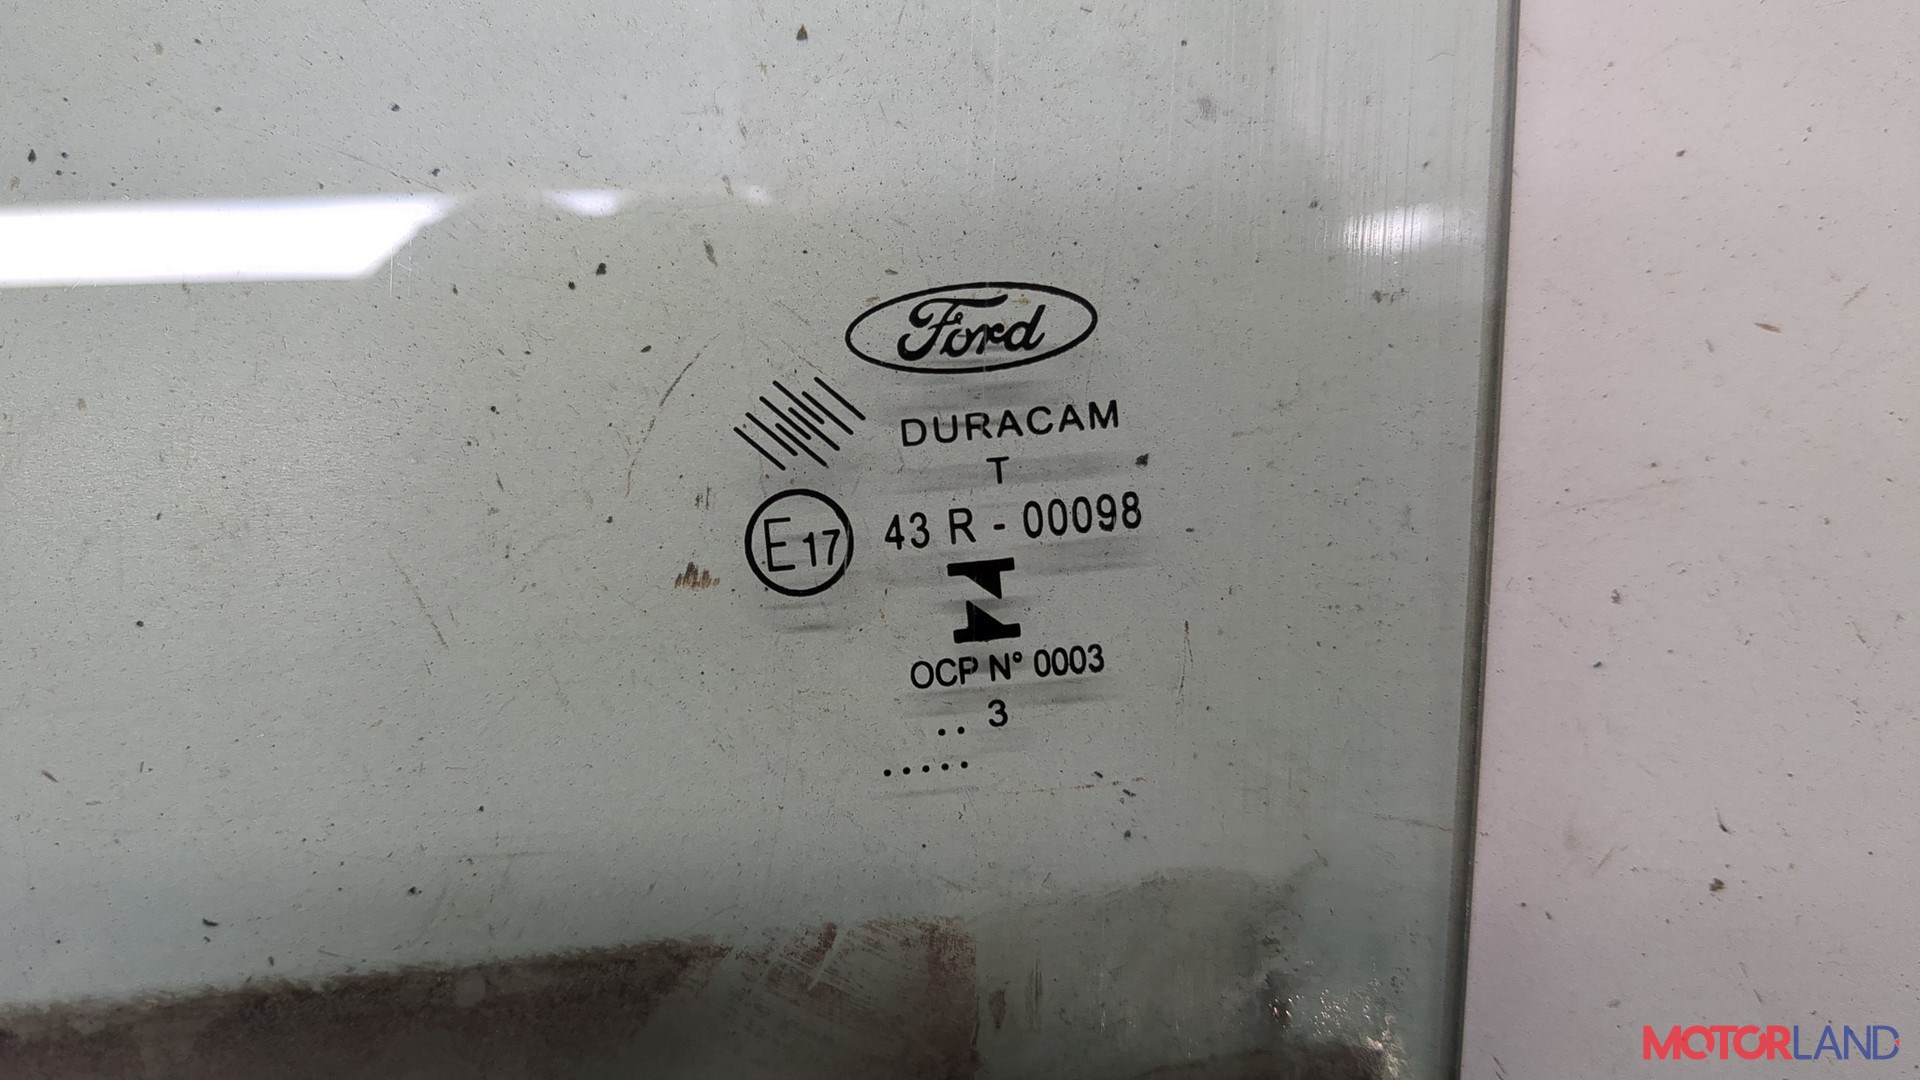 Ford
DURACAM
T
E17
43 R - 00098
OCP N° 0003
3
.. 
.....
MOTORLAND